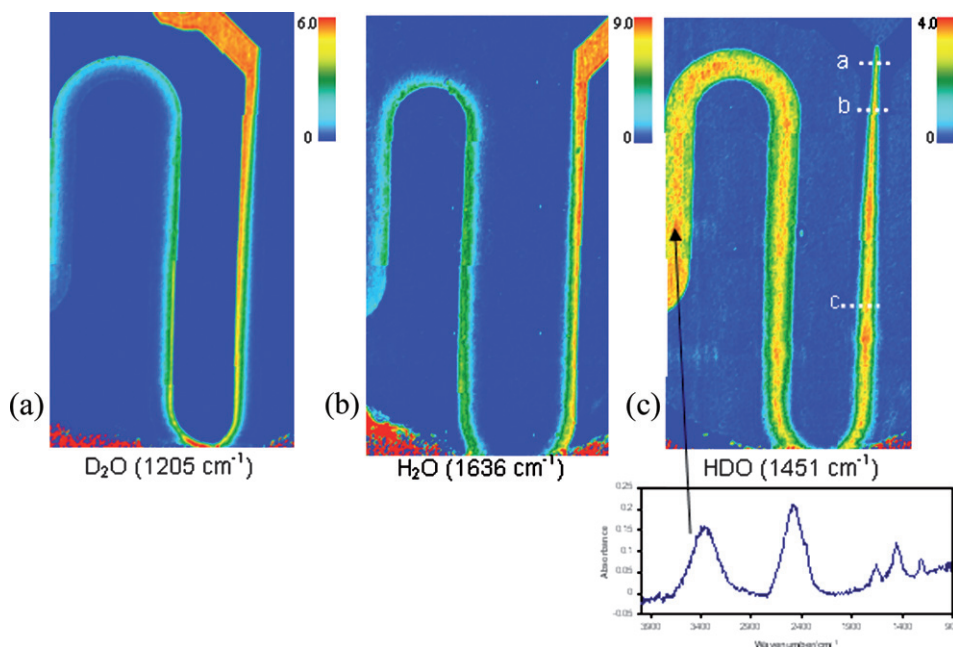 6.0
0
9.0
0
4.0
0
a
b
c
(a)
(b)
(c)
D₂O (1205 cm⁻¹)
H₂O (1636 cm⁻¹)
HDO (1451 cm⁻¹)
0.25
0.2
0.15
0.1
0.05
0
-0.05
Absorbance
3400 2400 1400
Wavenumber/cm⁻¹